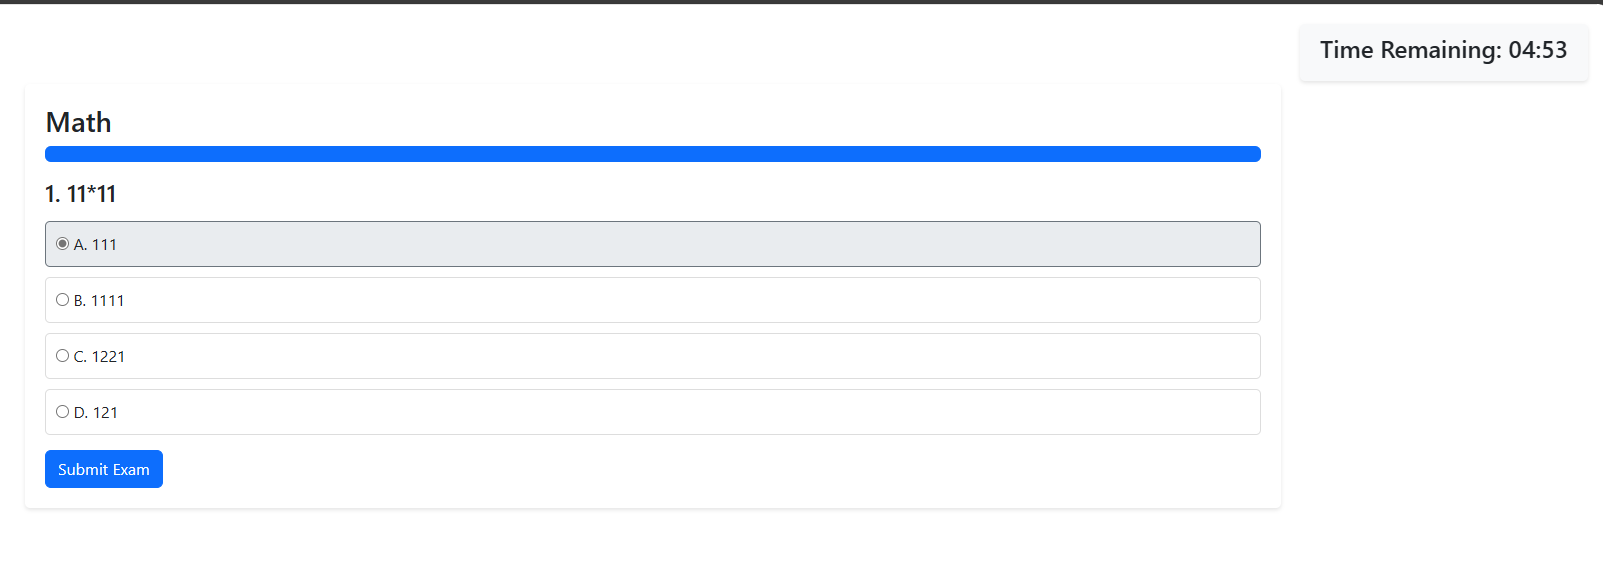 Time Remaining: 04:53
Math
1. 11*11
A. 111
B. 1111
C. 1221
D. 121
Submit Exam